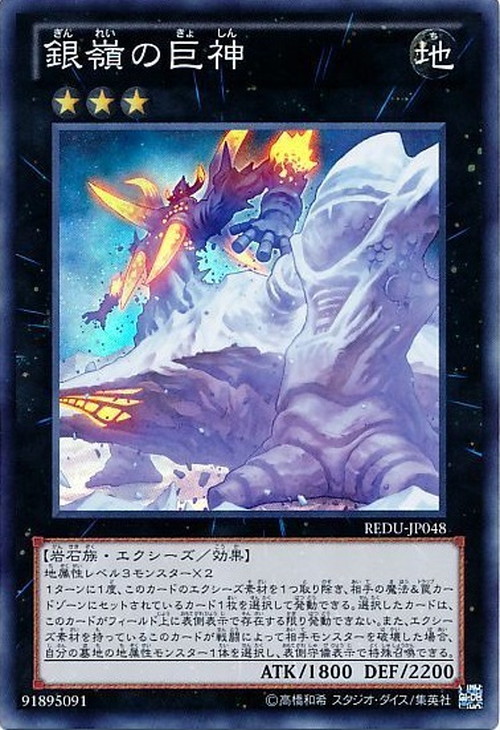 銀嶺の巨神
地
REDU-JP048
【岩石族・エクシーズ/効果】
地属性レベル3モンスター×2
1ターンに1度、このカードのエクシーズ素材を1つ取り除き、相手の魔法&罠カー
ドゾーンにセットされているカード1枚を選択して発動できる。選択したカードは、
このカードがフィールド上に表側表示で存在する限り発動できない。また、エクシー
ズ素材を持っているこのカードが戦闘によって相手モンスターを破壊した場合、
自分の墓地の地属性モンスター1体を選択し、表側守備表示で特殊召喚できる。
ATK/1800 DEF/2200
91895091
©高橋和希 スタジオ・ダイス/集英社